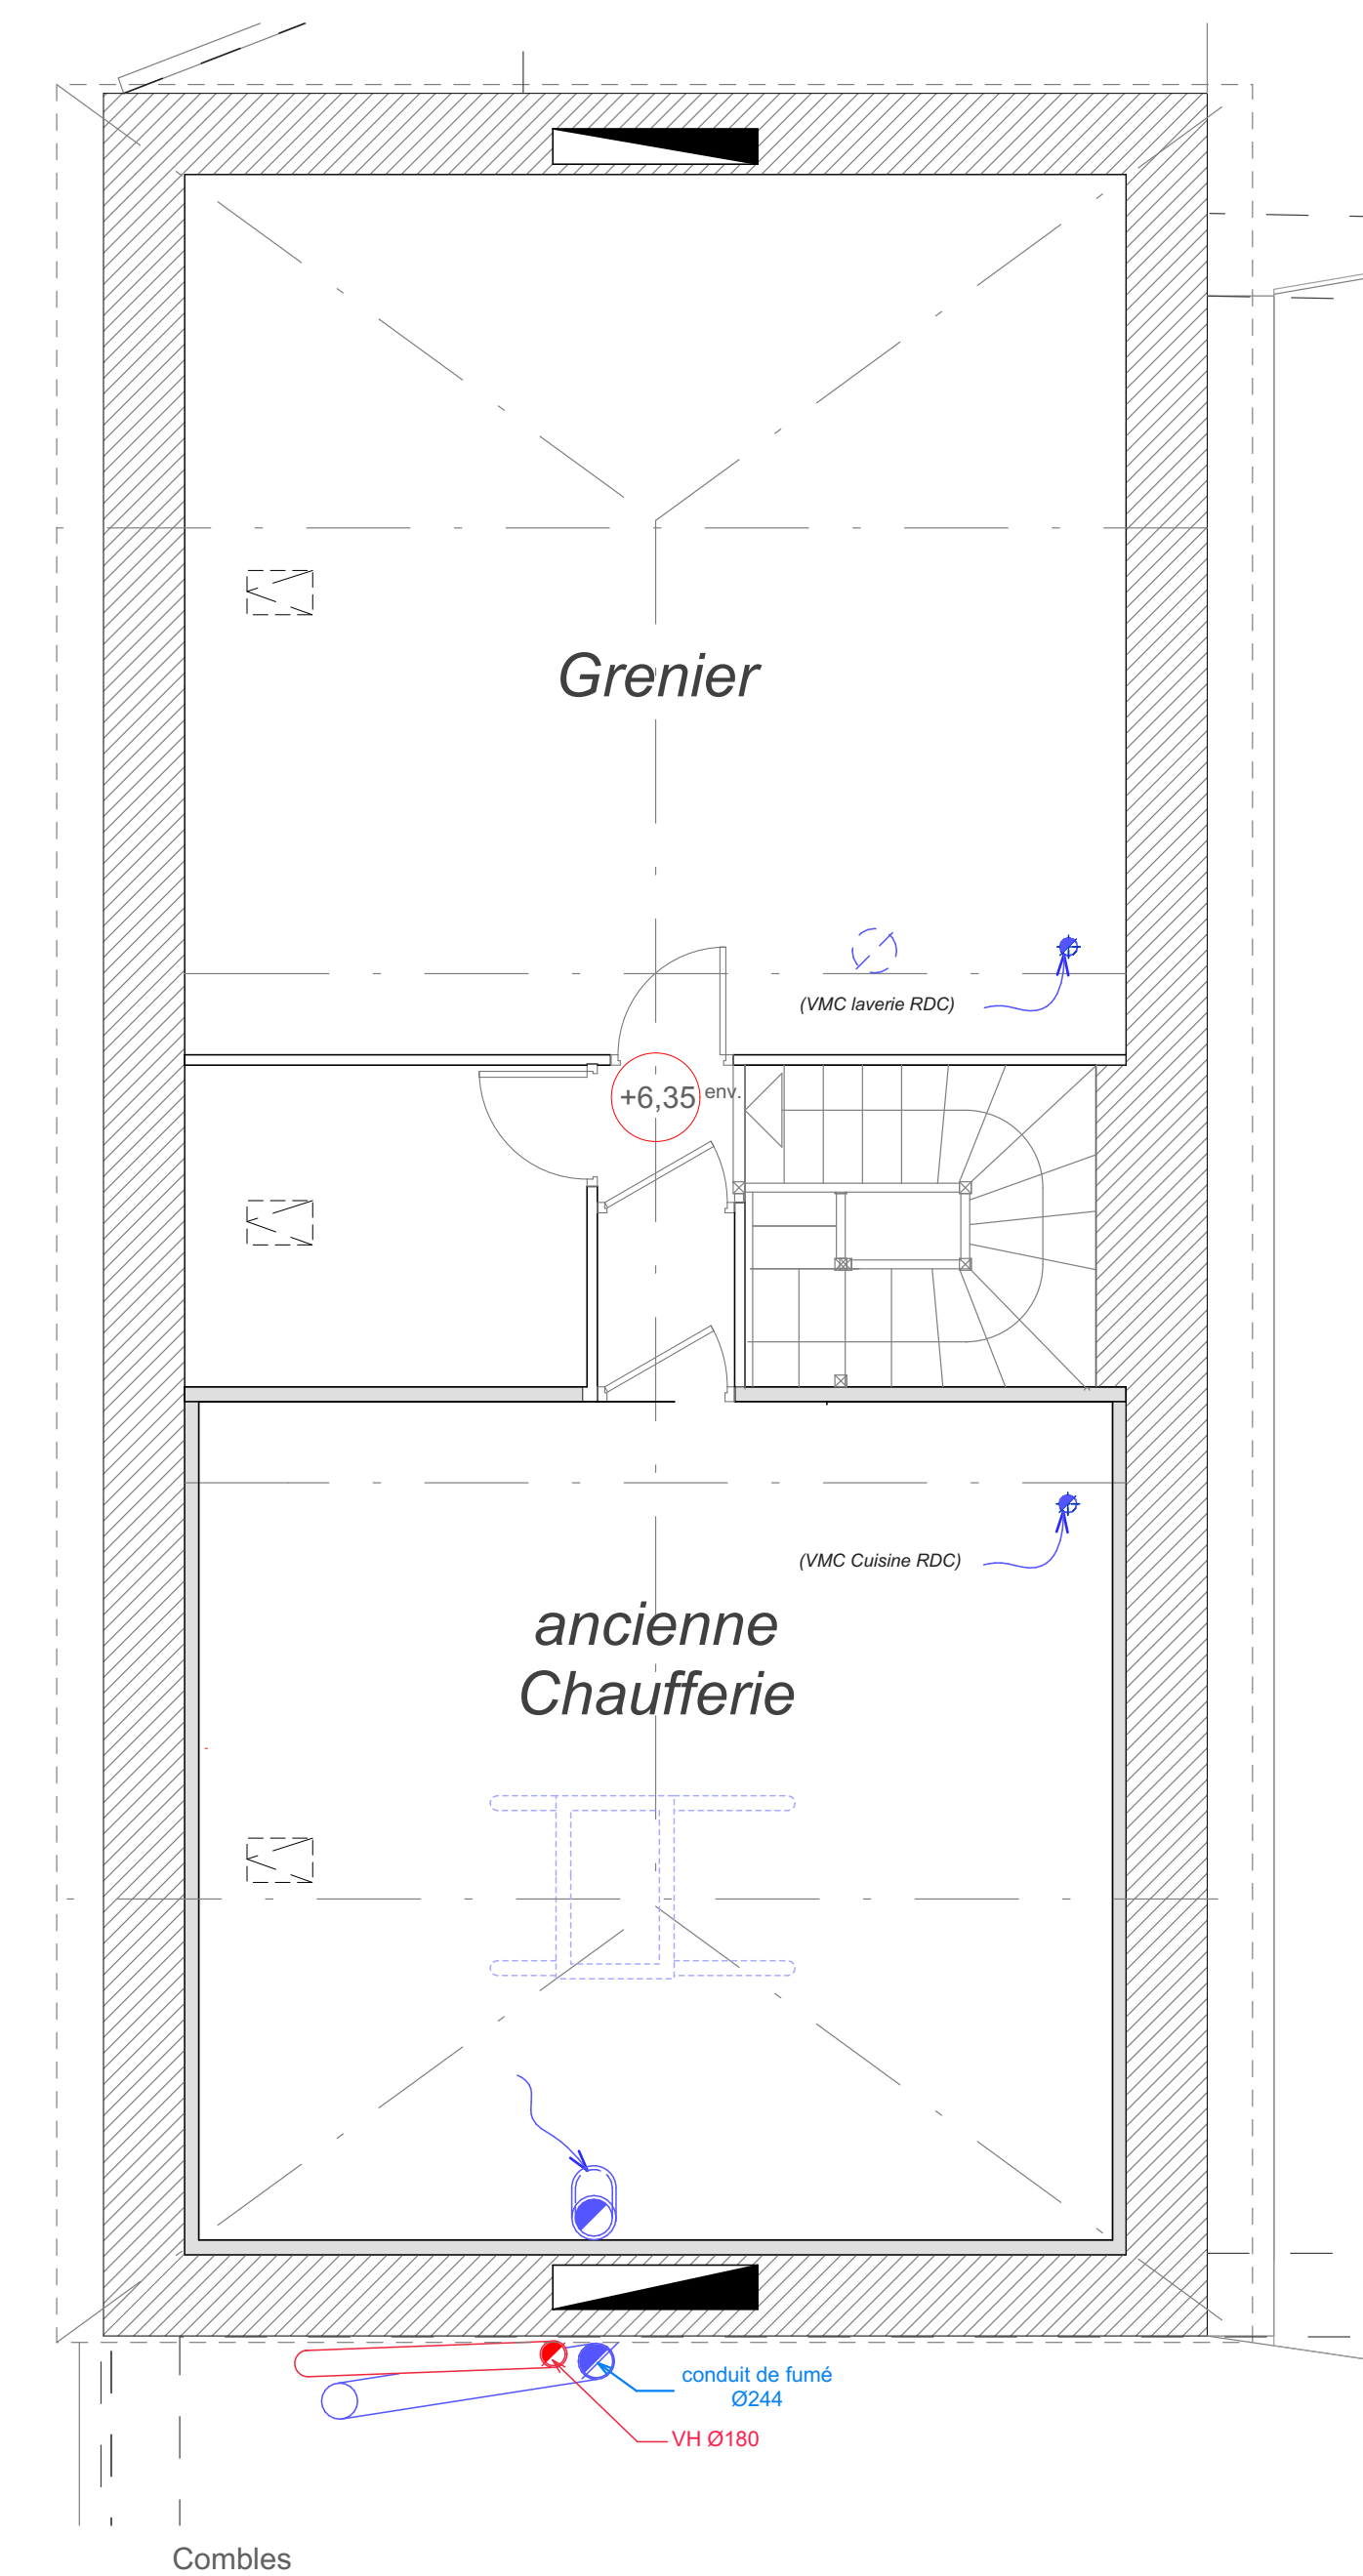 Grenier
(VMC laverie RDC)
+6,35 env.
(VMC Cuisine RDC)
ancienne
Chaufferie
conduit de fumé
Ø244
VH Ø180
Combles